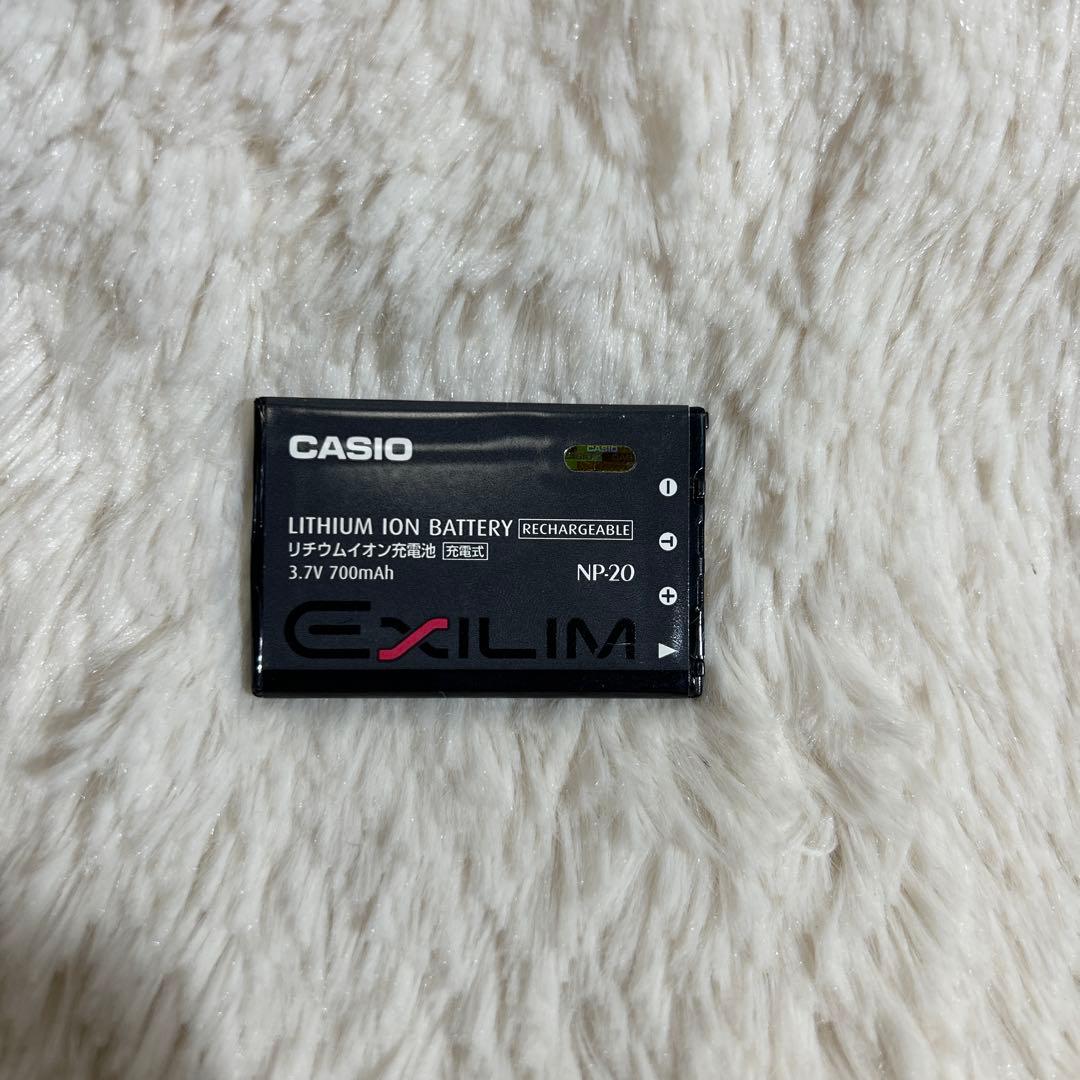 CASIO
CASIO
LITHIUM ION BATTERY RECHARGEABLE
リチウムイオン充電池 充電式
3.7V 700mAh
NP-20
EXILIM
− T +